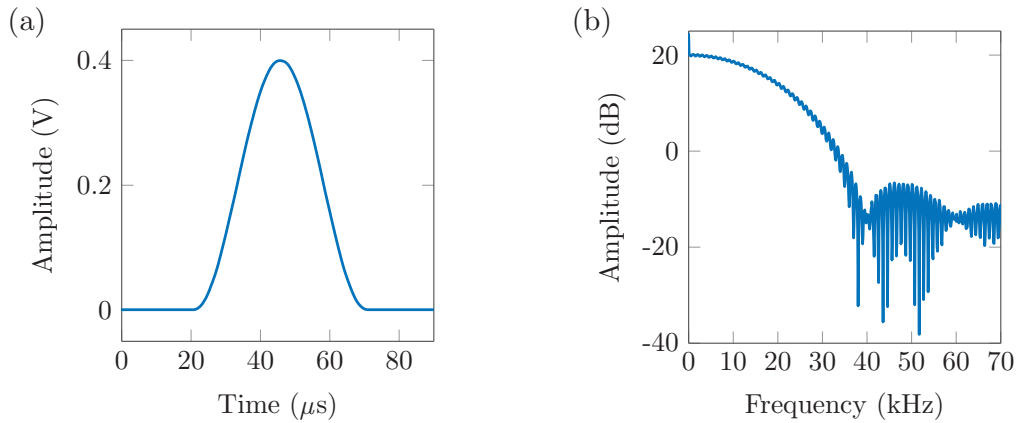 (a)
Amplitude (V)
0.4
0.2
0
0 20 40 60 80
Time (μs)
(b)
Amplitude (dB)
20
0
-20
-40
0 10 20 30 40 50 60 70
Frequency (kHz)